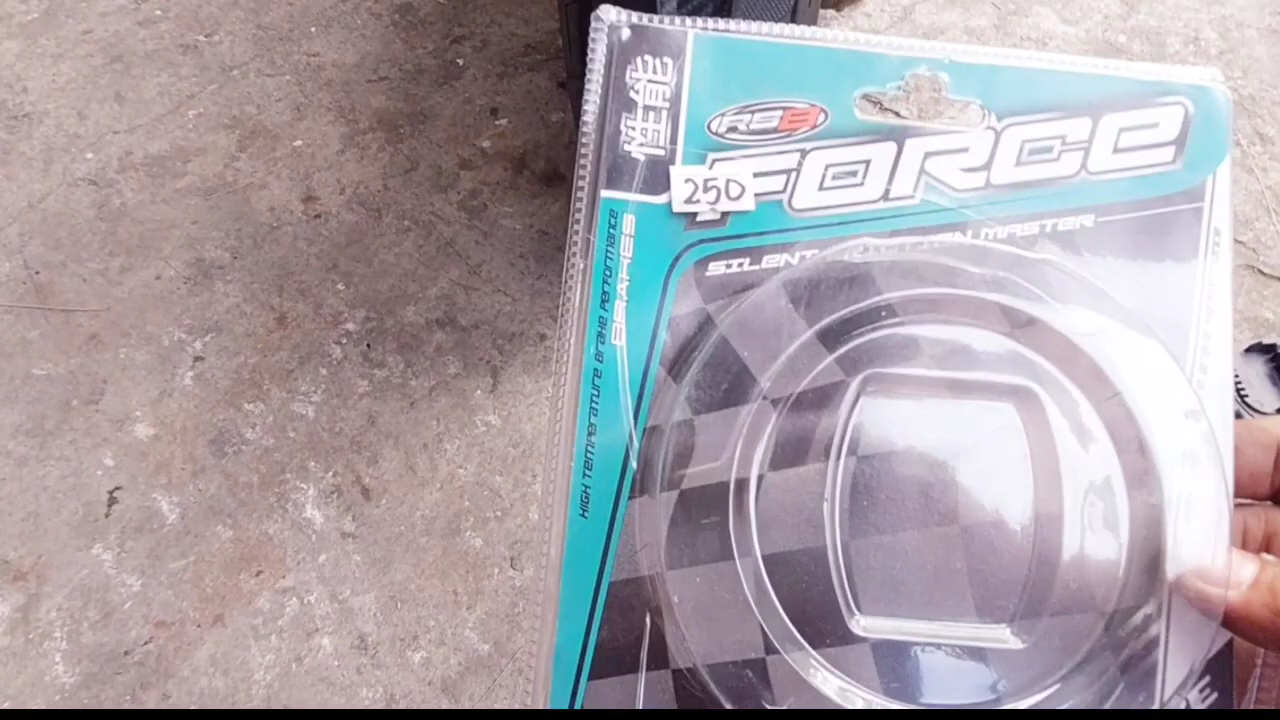 性能
RS8
FORCE
250
SILENT
MASTER
BRAKES
HIGH TEMPERATURE BRAKE PERFORMANCE